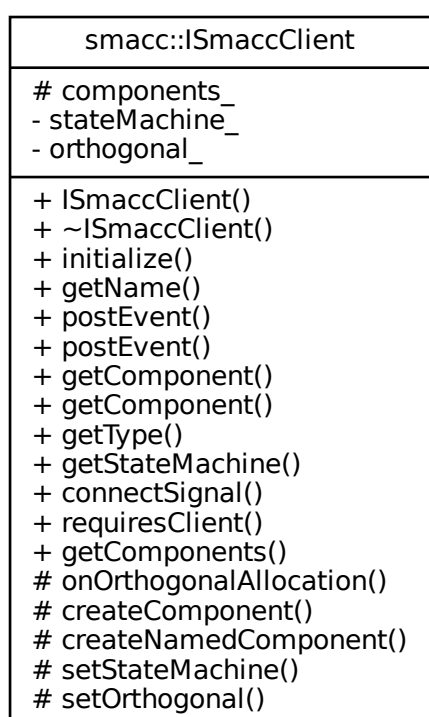 smacc::ISmaccClient
# components_
- stateMachine_
- orthogonal_
+ ISmaccClient()
+ ~ISmaccClient()
+ initialize()
+ getName()
+ postEvent()
+ postEvent()
+ getComponent()
+ getComponent()
+ getType()
+ getStateMachine()
+ connectSignal()
+ requiresClient()
+ getComponents()
# onOrthogonalAllocation()
# createComponent()
# createNamedComponent()
# setStateMachine()
# setOrthogonal()